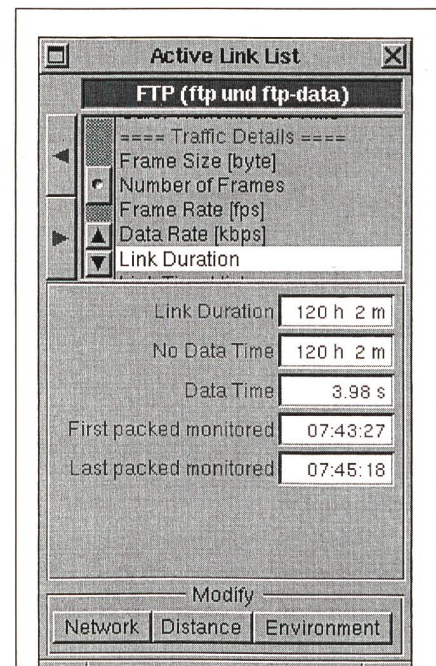 Active Link List
FTP (ftp und ftp-data)
==== Traffic Details ====
Frame Size [byte]
Number of Frames
Frame Rate [fps]
Data Rate [kbps]
Link Duration
Link Duration 120 h 2 m
No Data Time 120 h 2 m
Data Time 3.98 s
First packed monitored 07:43:27
Last packed monitored 07:45:18
Modify
Network Distance Environment